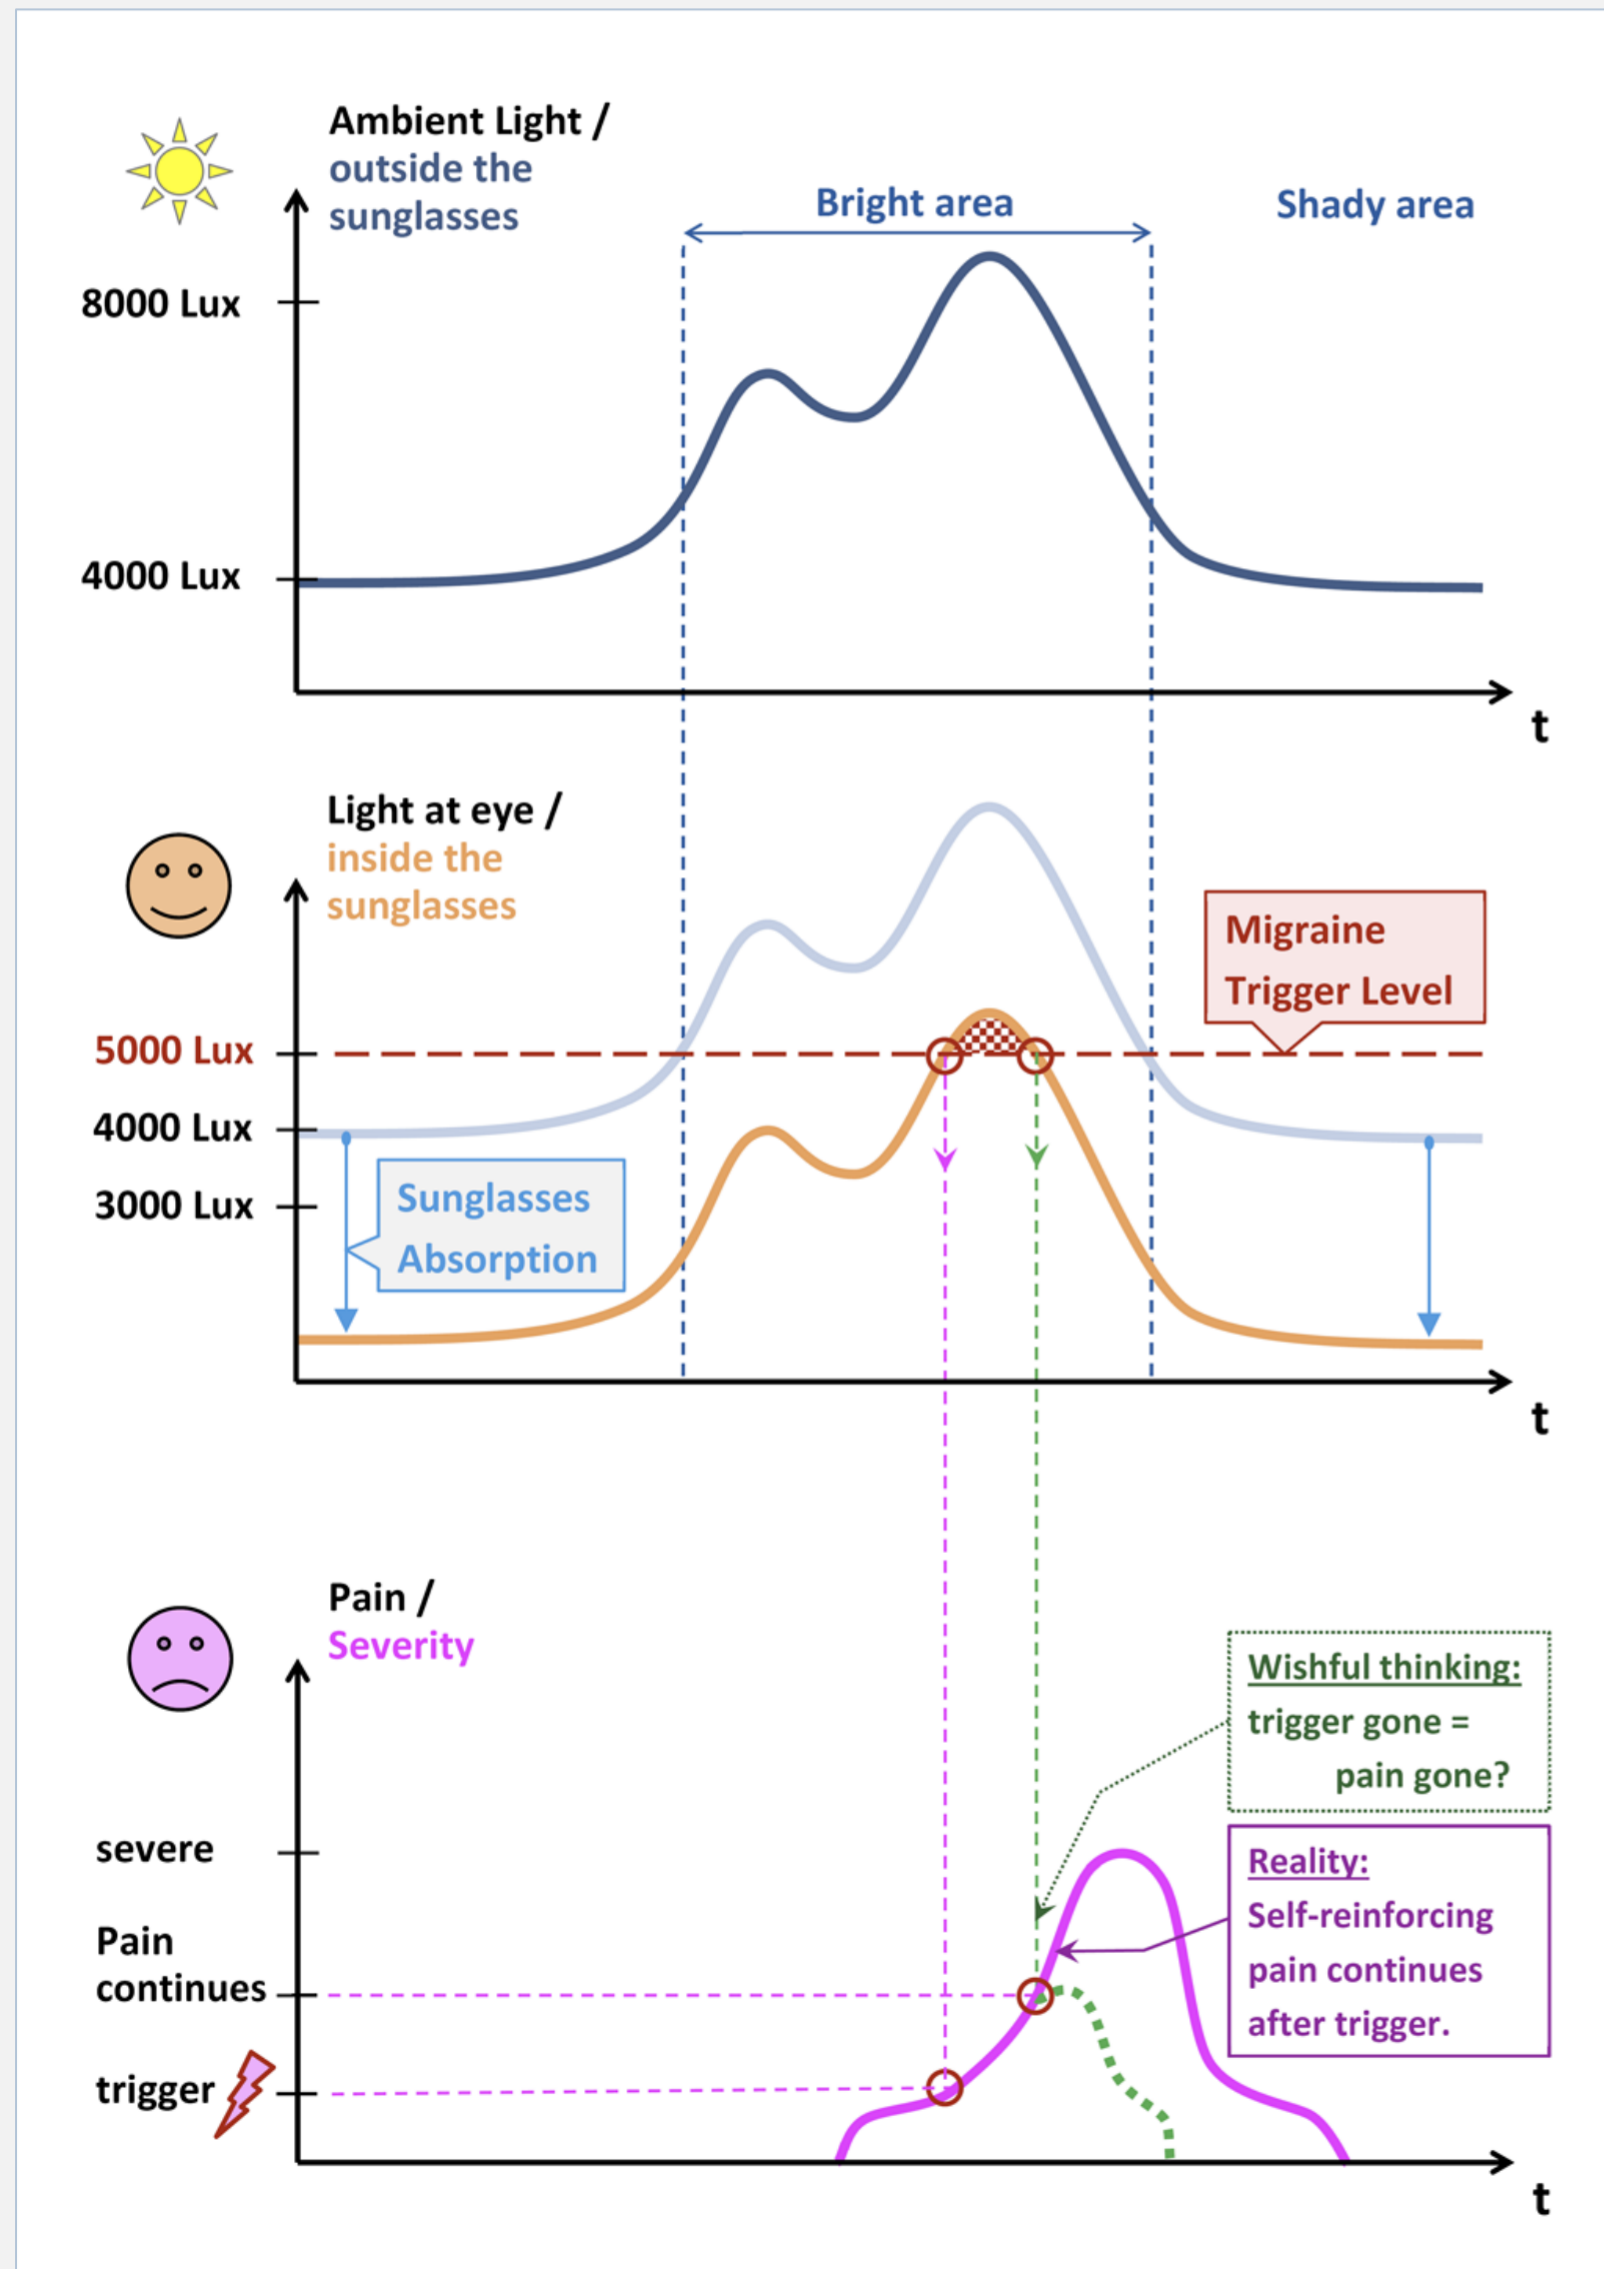 Ambient Light /
outside the
sunglasses
Bright area
Shady area
8000 Lux
4000 Lux
t
Light at eye /
inside the
sunglasses
Migraine
Trigger Level
5000 Lux
4000 Lux
3000 Lux
Sunglasses
Absorption
t
Pain /
Severity
Wishful thinking:
trigger gone =
pain gone?
severe
Reality:
Self-reinforcing
pain continues
after trigger.
Pain
continues
trigger
t